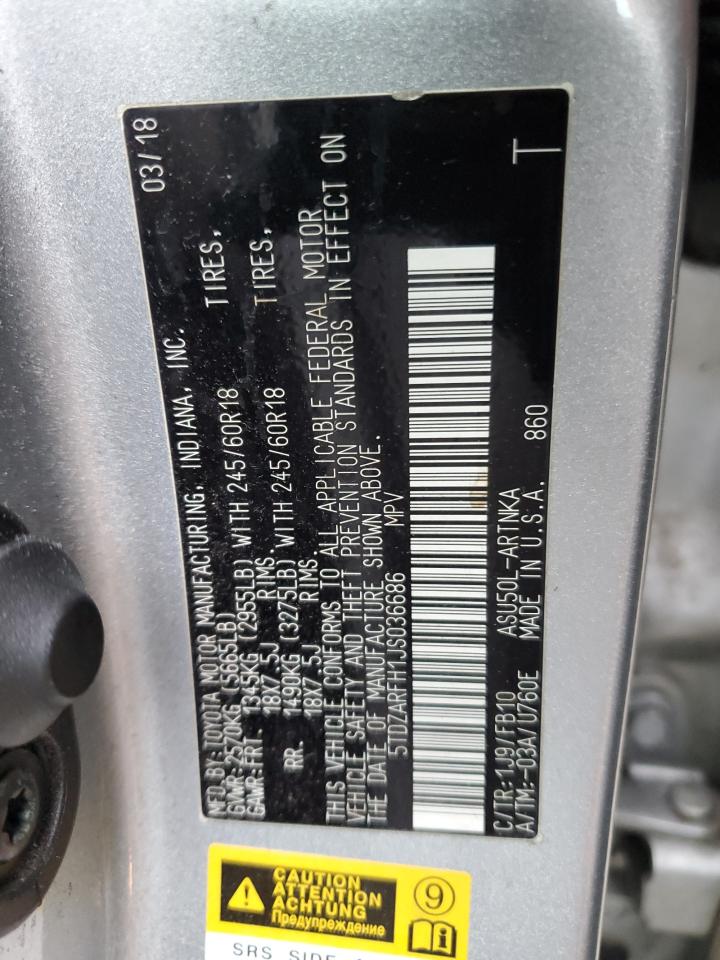 MFD BY: TOYOTA MOTOR MANUFACTURING, INDIANA, INC. 03/18
GVWR: 2570KG (5665LB)
GAWR: FRT. 1345KG (2955LB) WITH 245/60R18 TIRES,
18X7.5J RIMS.
RR. 1490KG (3275LB) WITH 245/60R18 TIRES,
18X7.5J RIMS.
THIS VEHICLE CONFORMS TO ALL APPLICABLE FEDERAL MOTOR
VEHICLE SAFETY AND THEFT PREVENTION STANDARDS IN EFFECT ON
THE DATE OF MANUFACTURE SHOWN ABOVE.
5TDZARFH1JS036686 MPV
T
C/TR: 1J9/FB10 ASU50L-ARTNKA 860
A/TM: -03A/U760E MADE IN U.S.A.
CAUTION
ATTENTION
ACHTUNG
Предупреждение
9
SRS SIDE